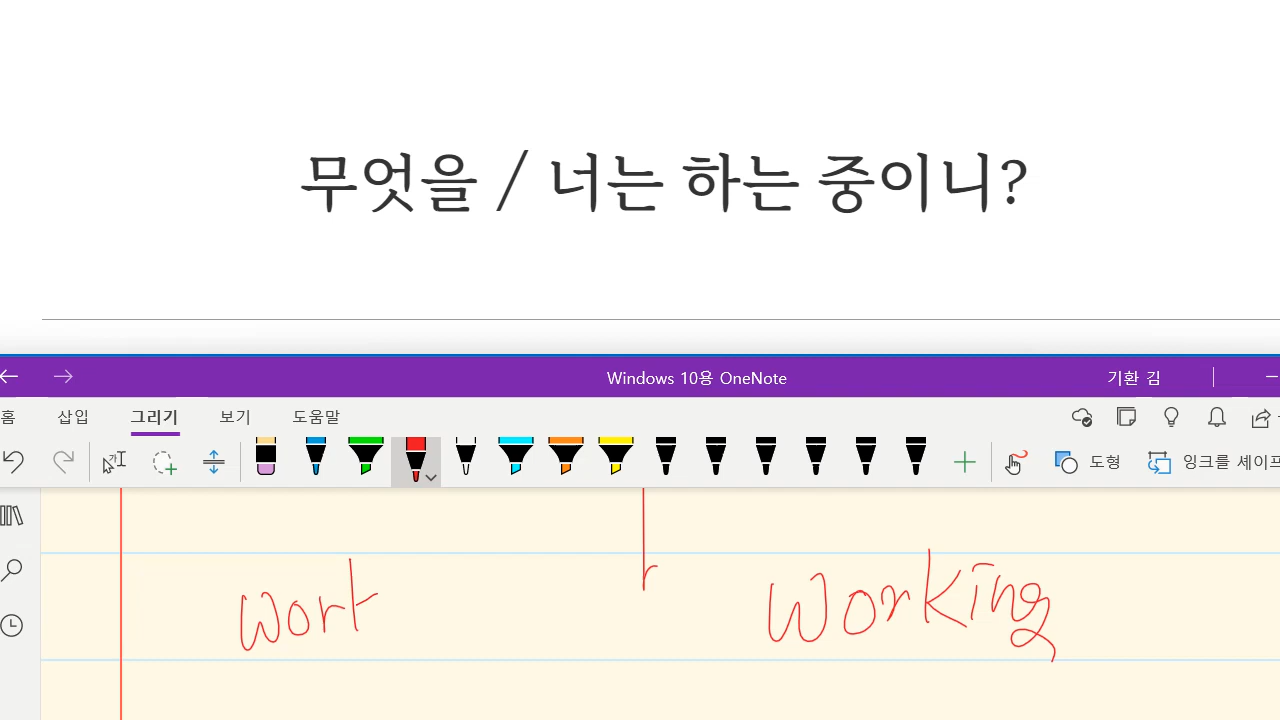 무엇을 / 너는 하는 중이니?
Windows 10용 OneNote
기환 김
홈 삽입 그리기 보기 도움말
가
도형 잉크를 셰이프
work working